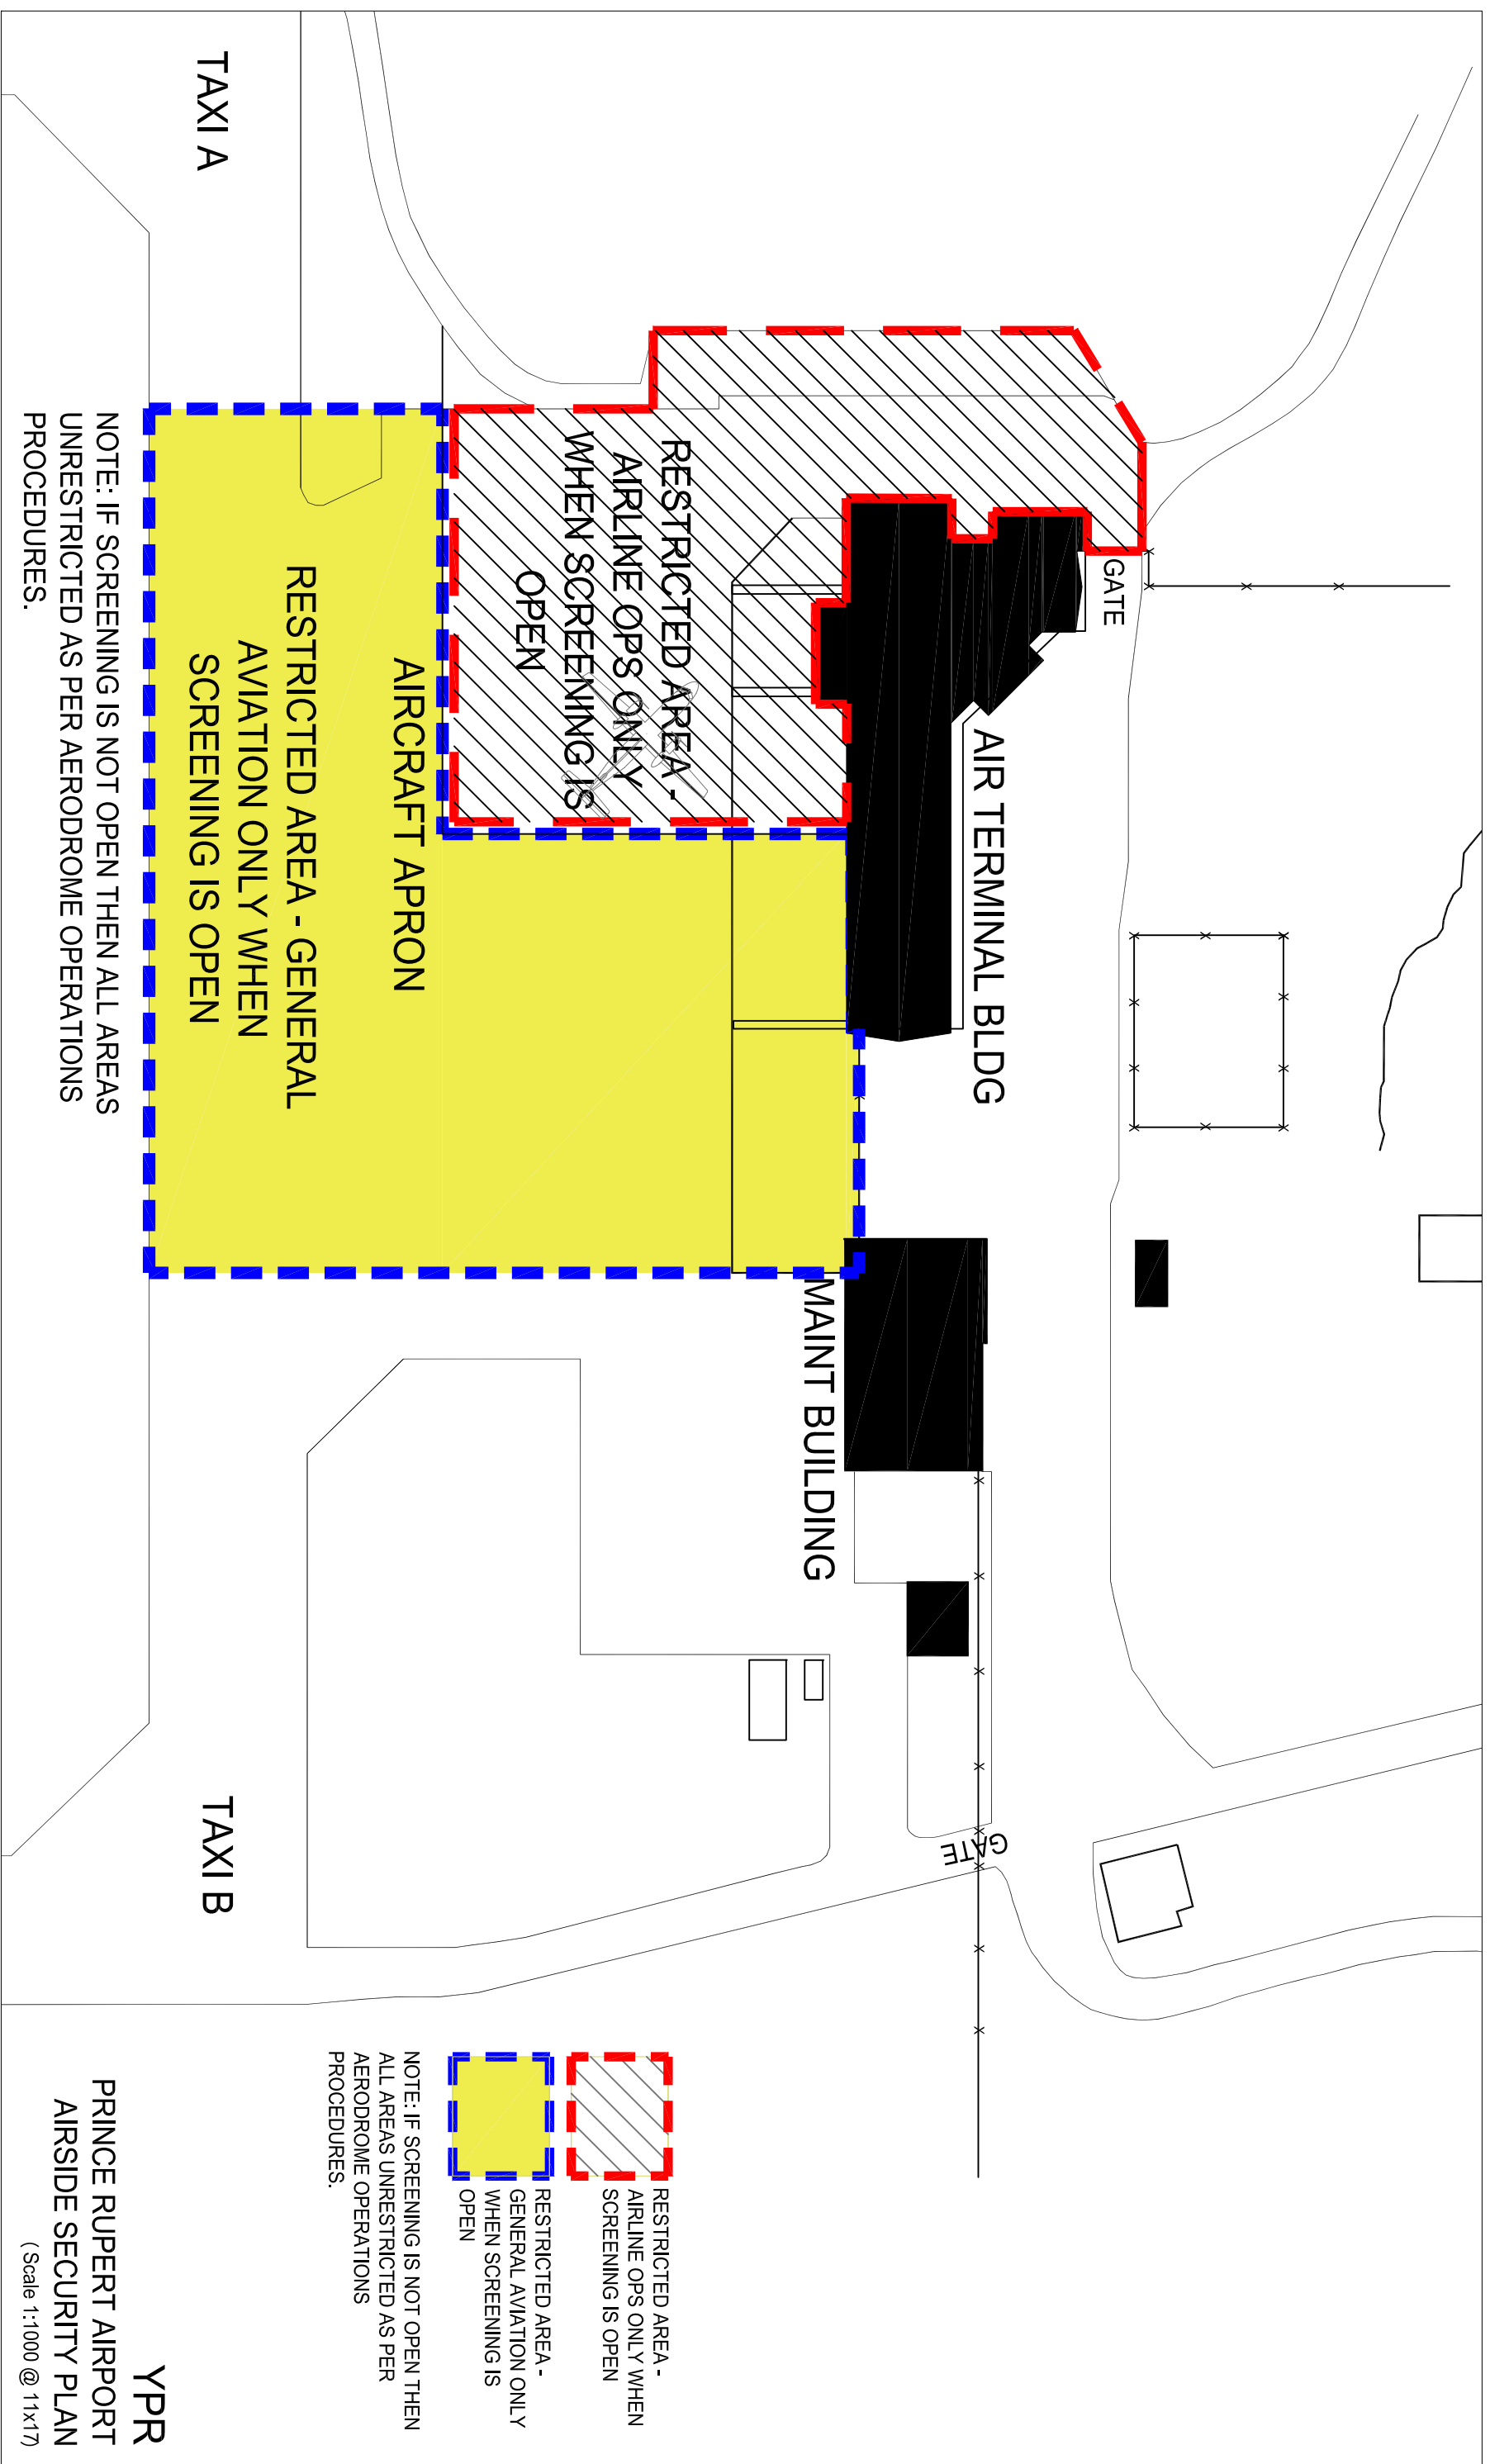 GATE
AIR TERMINAL BLDG
RESTRICTED AREA -
AIRLINE OPS ONLY
WHEN SCREENING IS
OPEN
MAINT BUILDING
GATE
AIRCRAFT APRON
RESTRICTED AREA - GENERAL
AVIATION ONLY WHEN
SCREENING IS OPEN
TAXI A
TAXI B
NOTE: IF SCREENING IS NOT OPEN THEN ALL AREAS
UNRESTRICTED AS PER AERODROME OPERATIONS
PROCEDURES.
RESTRICTED AREA -
AIRLINE OPS ONLY WHEN
SCREENING IS OPEN
RESTRICTED AREA -
GENERAL AVIATION ONLY
WHEN SCREENING IS
OPEN
NOTE: IF SCREENING IS NOT OPEN THEN
ALL AREAS UNRESTRICTED AS PER
AERODROME OPERATIONS
PROCEDURES.
YPR
PRINCE RUPERT AIRPORT
AIRSIDE SECURITY PLAN
(Scale 1:1000 @ 11x17)